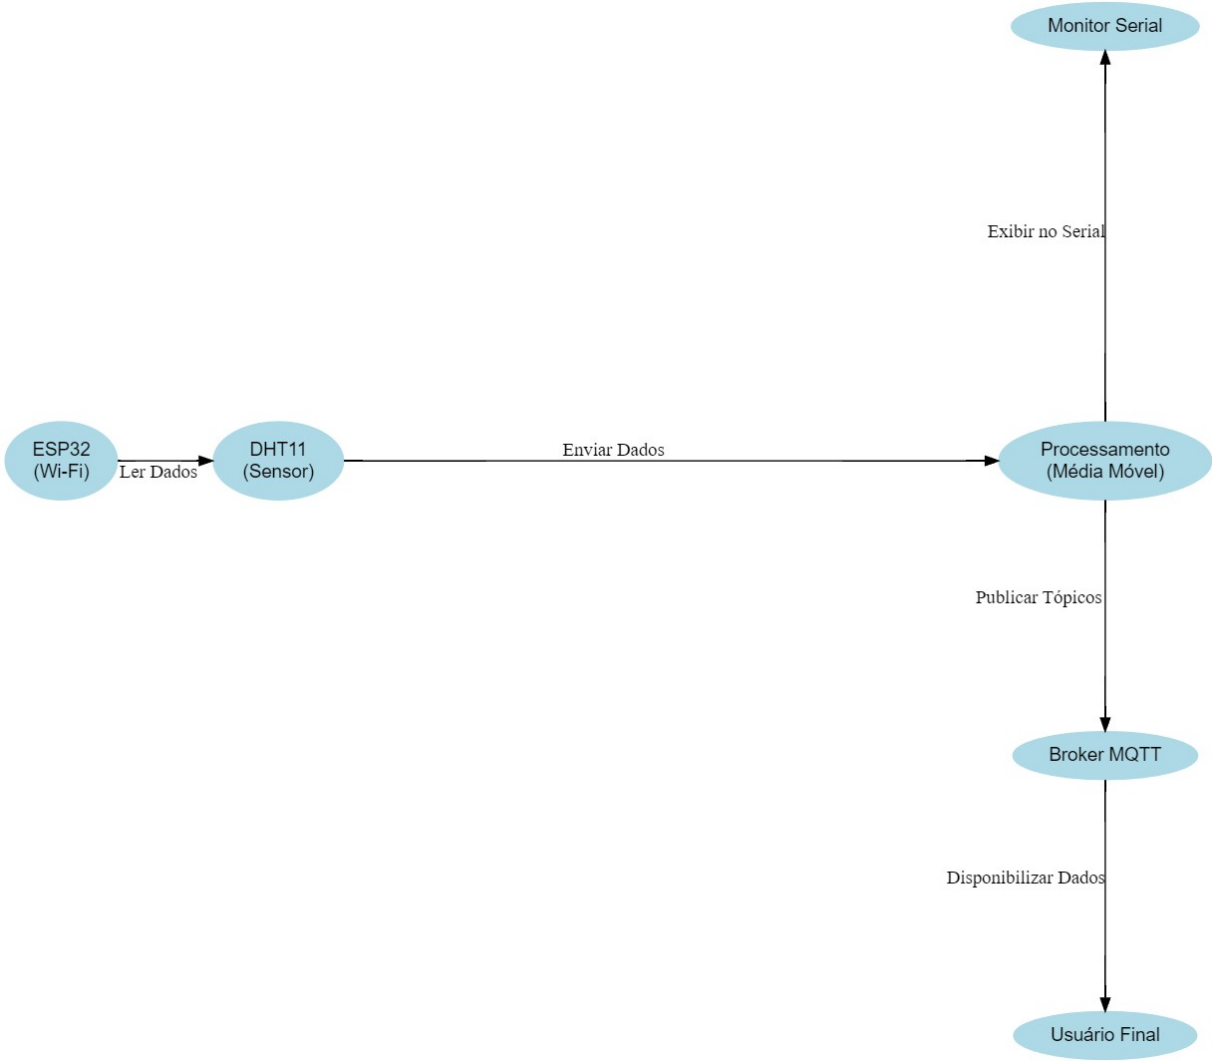 Monitor Serial
Exibir no Serial
ESP32
(Wi-Fi)
Ler Dados
DHT11
(Sensor)
Enviar Dados
Processamento
(Média Móvel)
Publicar Tópicos
Broker MQTT
Disponibilizar Dados
Usuário Final